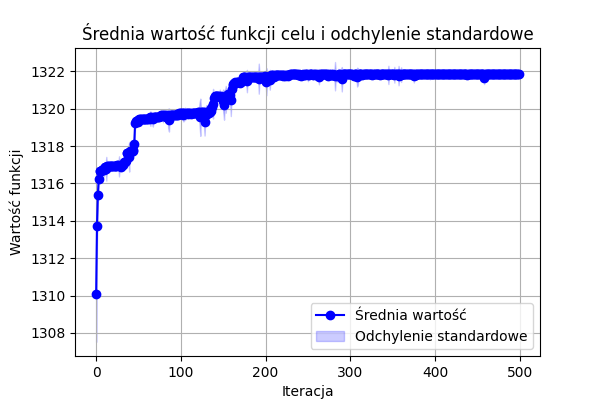 Średnia wartość funkcji celu i odchylenie standardowe
Wartość funkcji
1322
1320
1318
1316
1314
1312
1310
1308
0 100 200 300 400 500
Iteracja
Średnia wartość
Odchylenie standardowe